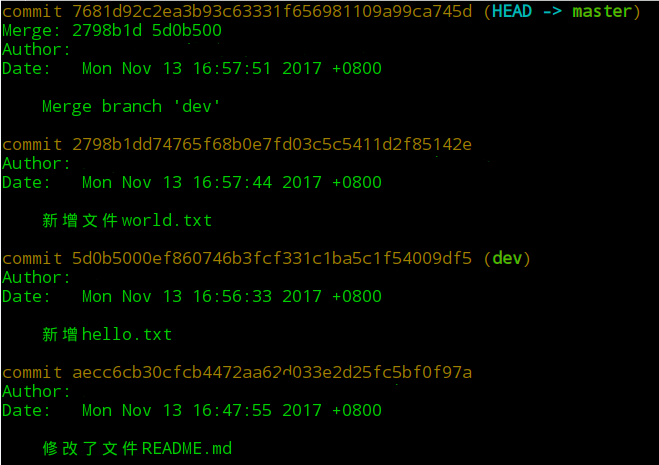 commit 7681d92c2ea3b93c63331f656981109a99ca745d (HEAD -> master)
Merge: 2798b1d 5d0b500
Author:
Date:   Mon Nov 13 16:57:51 2017 +0800
Merge branch 'dev'
commit 2798b1dd74765f68b0e7fd03c5c5411d2f85142e
Author:
Date:   Mon Nov 13 16:57:44 2017 +0800
新增文件world.txt
commit 5d0b5000ef860746b3fcf331c1ba5c1f54009df5 (dev)
Author:
Date:   Mon Nov 13 16:56:33 2017 +0800
新增hello.txt
commit aecc6cb30cfcb4472aa62d033e2d25fc5bf0f97a
Author:
Date:   Mon Nov 13 16:47:55 2017 +0800
修改了文件README.md